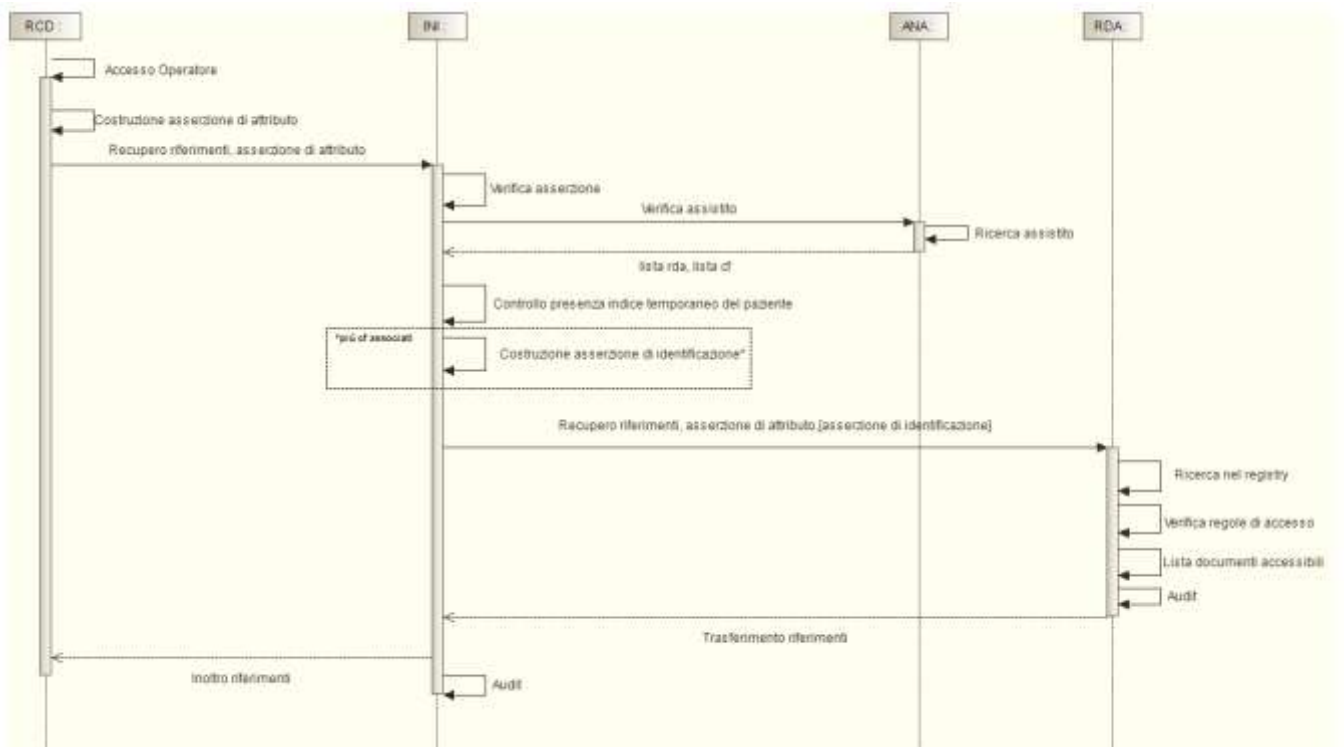 RCD :
INI :
ANA:
RDA:
Accesso Operatore
Costruzione asserzione di attributo
Recupero riferimenti, asserzione di attributo
Verifica asserzione
Verifica assistito
Ricerca assistito
lista rda, lista cf
Controllo presenza indice temporaneo del paziente
*più cf associati
Costruzione asserzione di identificazione*
Recupero riferimenti, asserzione di attributo,[asserzione di identificazione]
Ricerca nel registry
Verifica regole di accesso
Lista documenti accessibili
Audit
Trasferimento riferimenti
Inoltro riferimenti
Audit